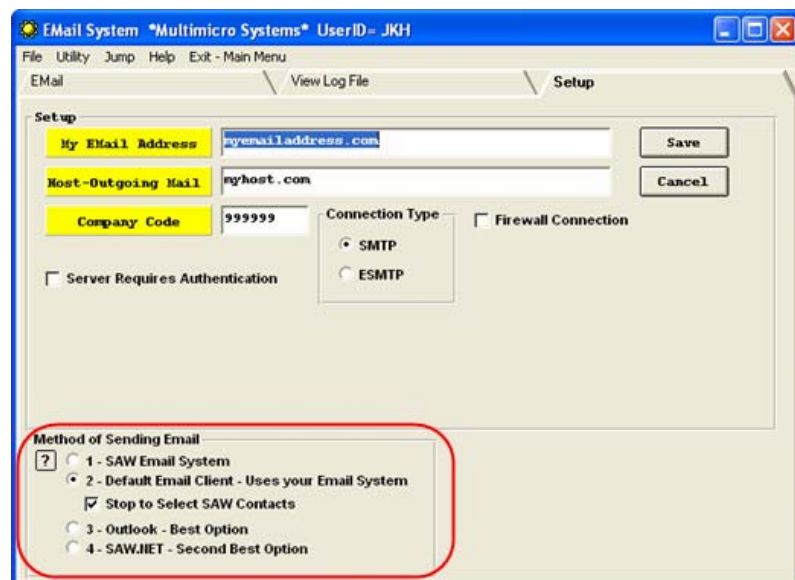 EMail System *Multimicro Systems* UserID= JKH
File Utility Jump Help Exit - Main Menu
EMail View Log File Setup
Setup
My EMail Address myemailaddress.com Save
Host-Outgoing Mail myhost.com Cancel
Company Code 999999 Connection Type Firewall Connection
SMTP
Server Requires Authentication ESMTP
Method of Sending Email
? 1 - SAW Email System
2 - Default Email Client - Uses your Email System
Stop to Select SAW Contacts
3 - Outlook - Best Option
4 - SAW.NET - Second Best Option